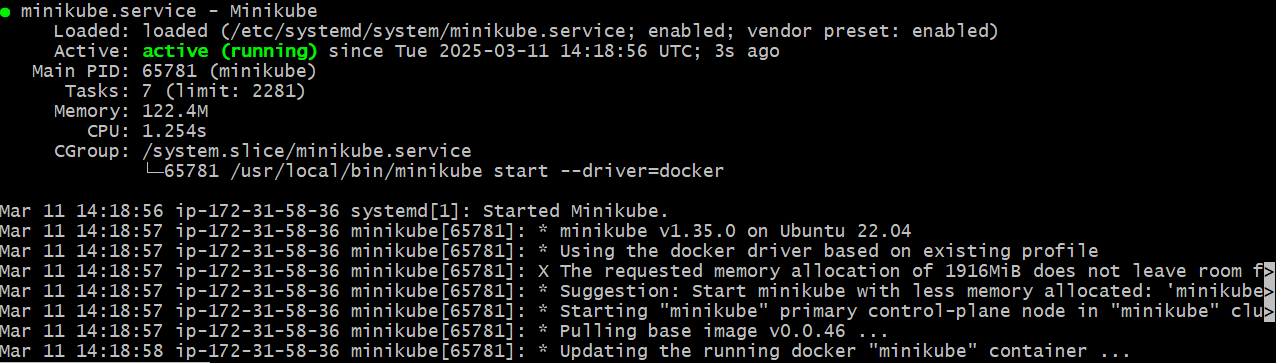 ● minikube.service - Minikube
     Loaded: loaded (/etc/systemd/system/minikube.service; enabled; vendor preset: enabled)
     Active: active (running) since Tue 2025-03-11 14:18:56 UTC; 3s ago
   Main PID: 65781 (minikube)
      Tasks: 7 (limit: 2281)
     Memory: 122.4M
        CPU: 1.254s
     CGroup: /system.slice/minikube.service
             └─65781 /usr/local/bin/minikube start --driver=docker

Mar 11 14:18:56 ip-172-31-58-36 systemd[1]: Started Minikube.
Mar 11 14:18:57 ip-172-31-58-36 minikube[65781]: * minikube v1.35.0 on Ubuntu 22.04
Mar 11 14:18:57 ip-172-31-58-36 minikube[65781]: * Using the docker driver based on existing profile
Mar 11 14:18:57 ip-172-31-58-36 minikube[65781]: X The requested memory allocation of 1916MiB does not leave room f>
Mar 11 14:18:57 ip-172-31-58-36 minikube[65781]: * Suggestion: Start minikube with less memory allocated: 'minikube>
Mar 11 14:18:57 ip-172-31-58-36 minikube[65781]: * Starting "minikube" primary control-plane node in "minikube" clu>
Mar 11 14:18:57 ip-172-31-58-36 minikube[65781]: * Pulling base image v0.0.46 ...
Mar 11 14:18:58 ip-172-31-58-36 minikube[65781]: * Updating the running docker "minikube" container ...